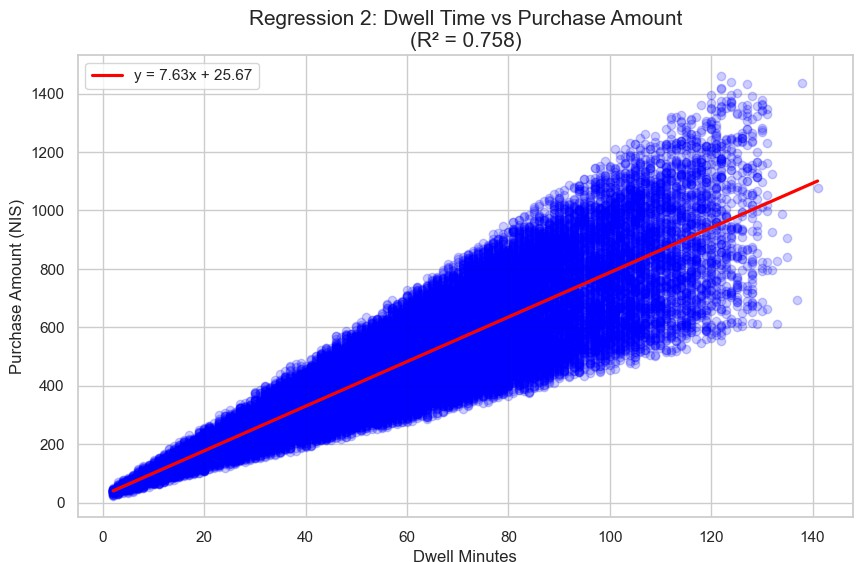 Regression 2: Dwell Time vs Purchase Amount
(R² = 0.758)
y = 7.63x + 25.67
Purchase Amount (NIS)
1400
1200
1000
800
600
400
200
0
0 20 40 60 80 100 120 140
Dwell Minutes